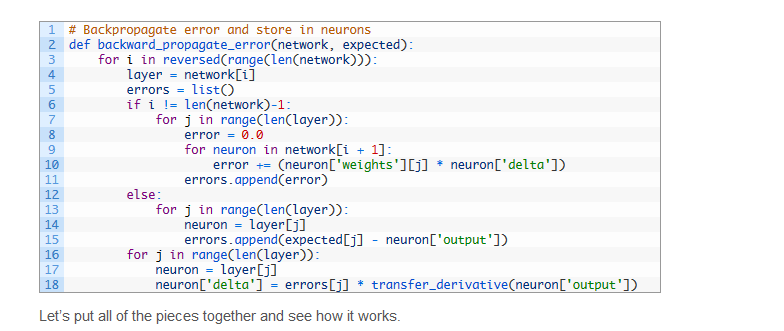 1 # Backpropagate error and store in neurons
2 def backward_propagate_error(network, expected):
3     for i in reversed(range(len(network))):
4         layer = network[i]
5         errors = list()
6         if i != len(network)-1:
7             for j in range(len(layer)):
8                 error = 0.0
9                 for neuron in network[i + 1]:
10                     error += (neuron['weights'][j] * neuron['delta'])
11                 errors.append(error)
12         else:
13             for j in range(len(layer)):
14                 neuron = layer[j]
15                 errors.append(expected[j] - neuron['output'])
16         for j in range(len(layer)):
17             neuron = layer[j]
18             neuron['delta'] = errors[j] * transfer_derivative(neuron['output'])
Let’s put all of the pieces together and see how it works.